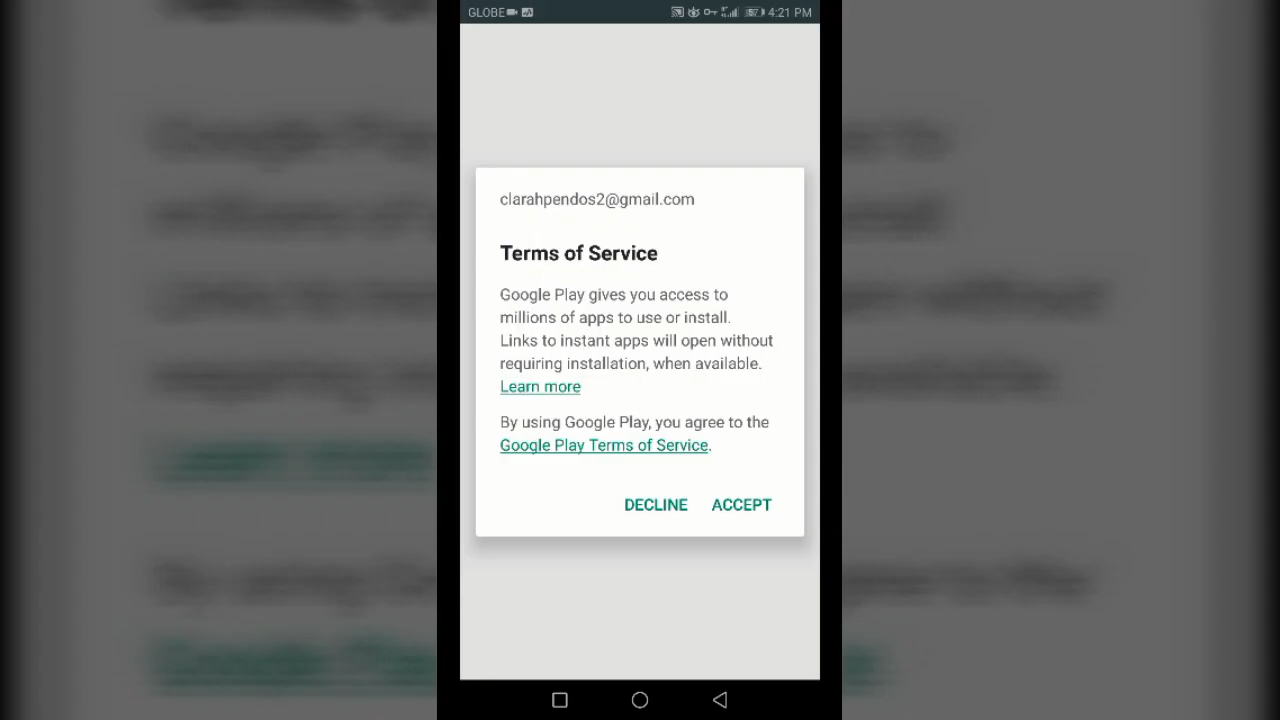 GLOBE 4:21 PM
clarahpendos2@gmail.com
Terms of Service
Google Play gives you access to
millions of apps to use or install.
Links to instant apps will open without
requiring installation, when available.
Learn more
By using Google Play, you agree to the
Google Play Terms of Service.
DECLINE ACCEPT